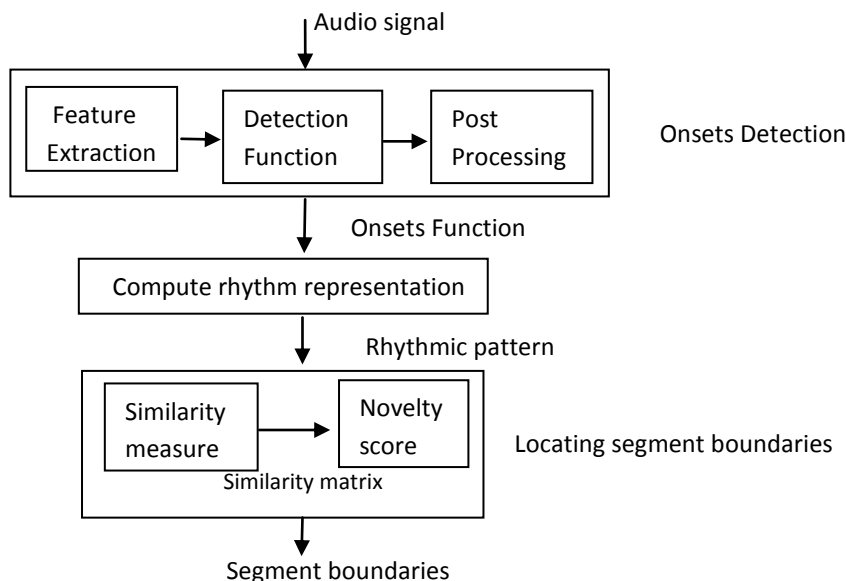 Audio signal
Feature
Extraction
Detection
Function
Post
Processing
Onsets Detection
Onsets Function
Compute rhythm representation
Rhythmic pattern
Similarity
measure
Novelty
score
Similarity matrix
Locating segment boundaries
Segment boundaries